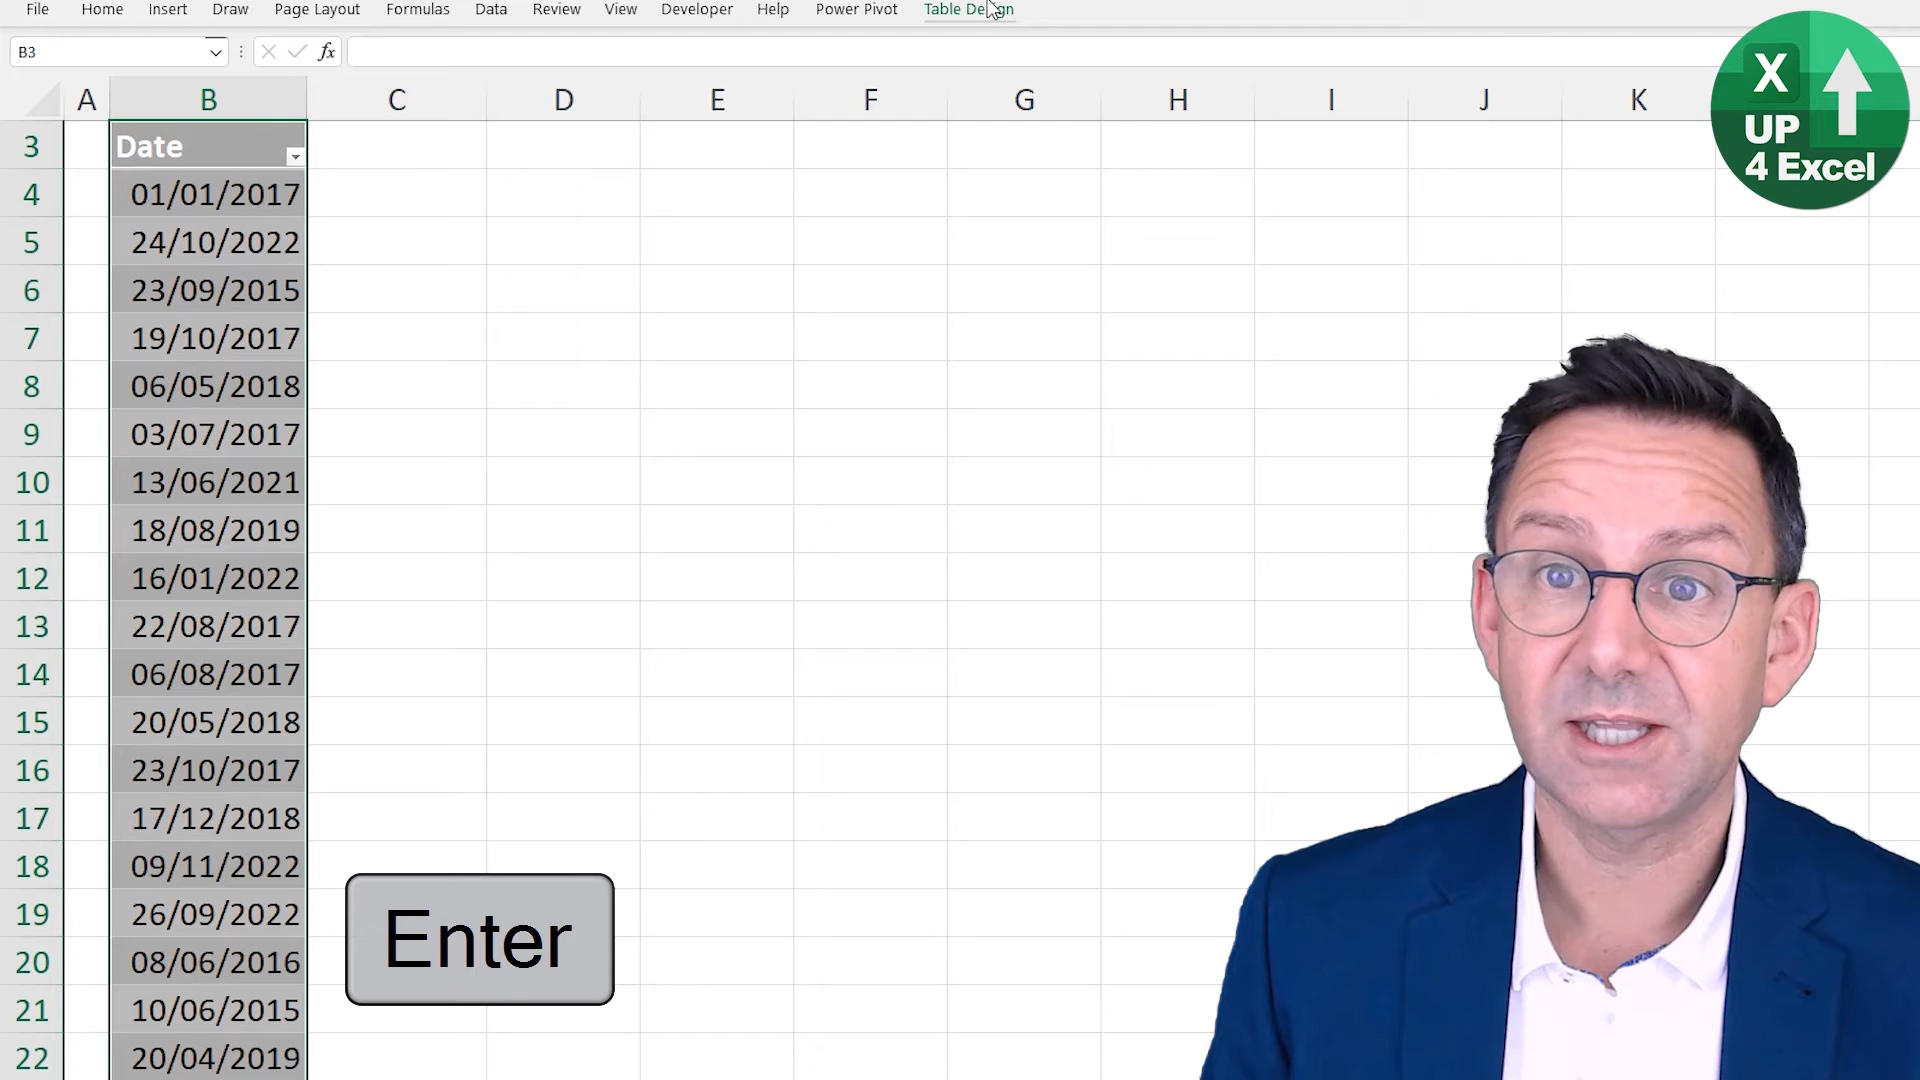 File Home Insert Draw Page Layout Formulas Data Review View Developer Help Power Pivot Table Design
B3 fx
A B C D E F G H I J K
3 Date
4 01/01/2017
5 24/10/2022
6 23/09/2015
7 19/10/2017
8 06/05/2018
9 03/07/2017
10 13/06/2021
11 18/08/2019
12 16/01/2022
13 22/08/2017
14 06/08/2017
15 20/05/2018
16 23/10/2017
17 17/12/2018
18 09/11/2022
19 26/09/2022
20 08/06/2016
21 10/06/2015
22 20/04/2019
Enter
X
UP
4 Excel